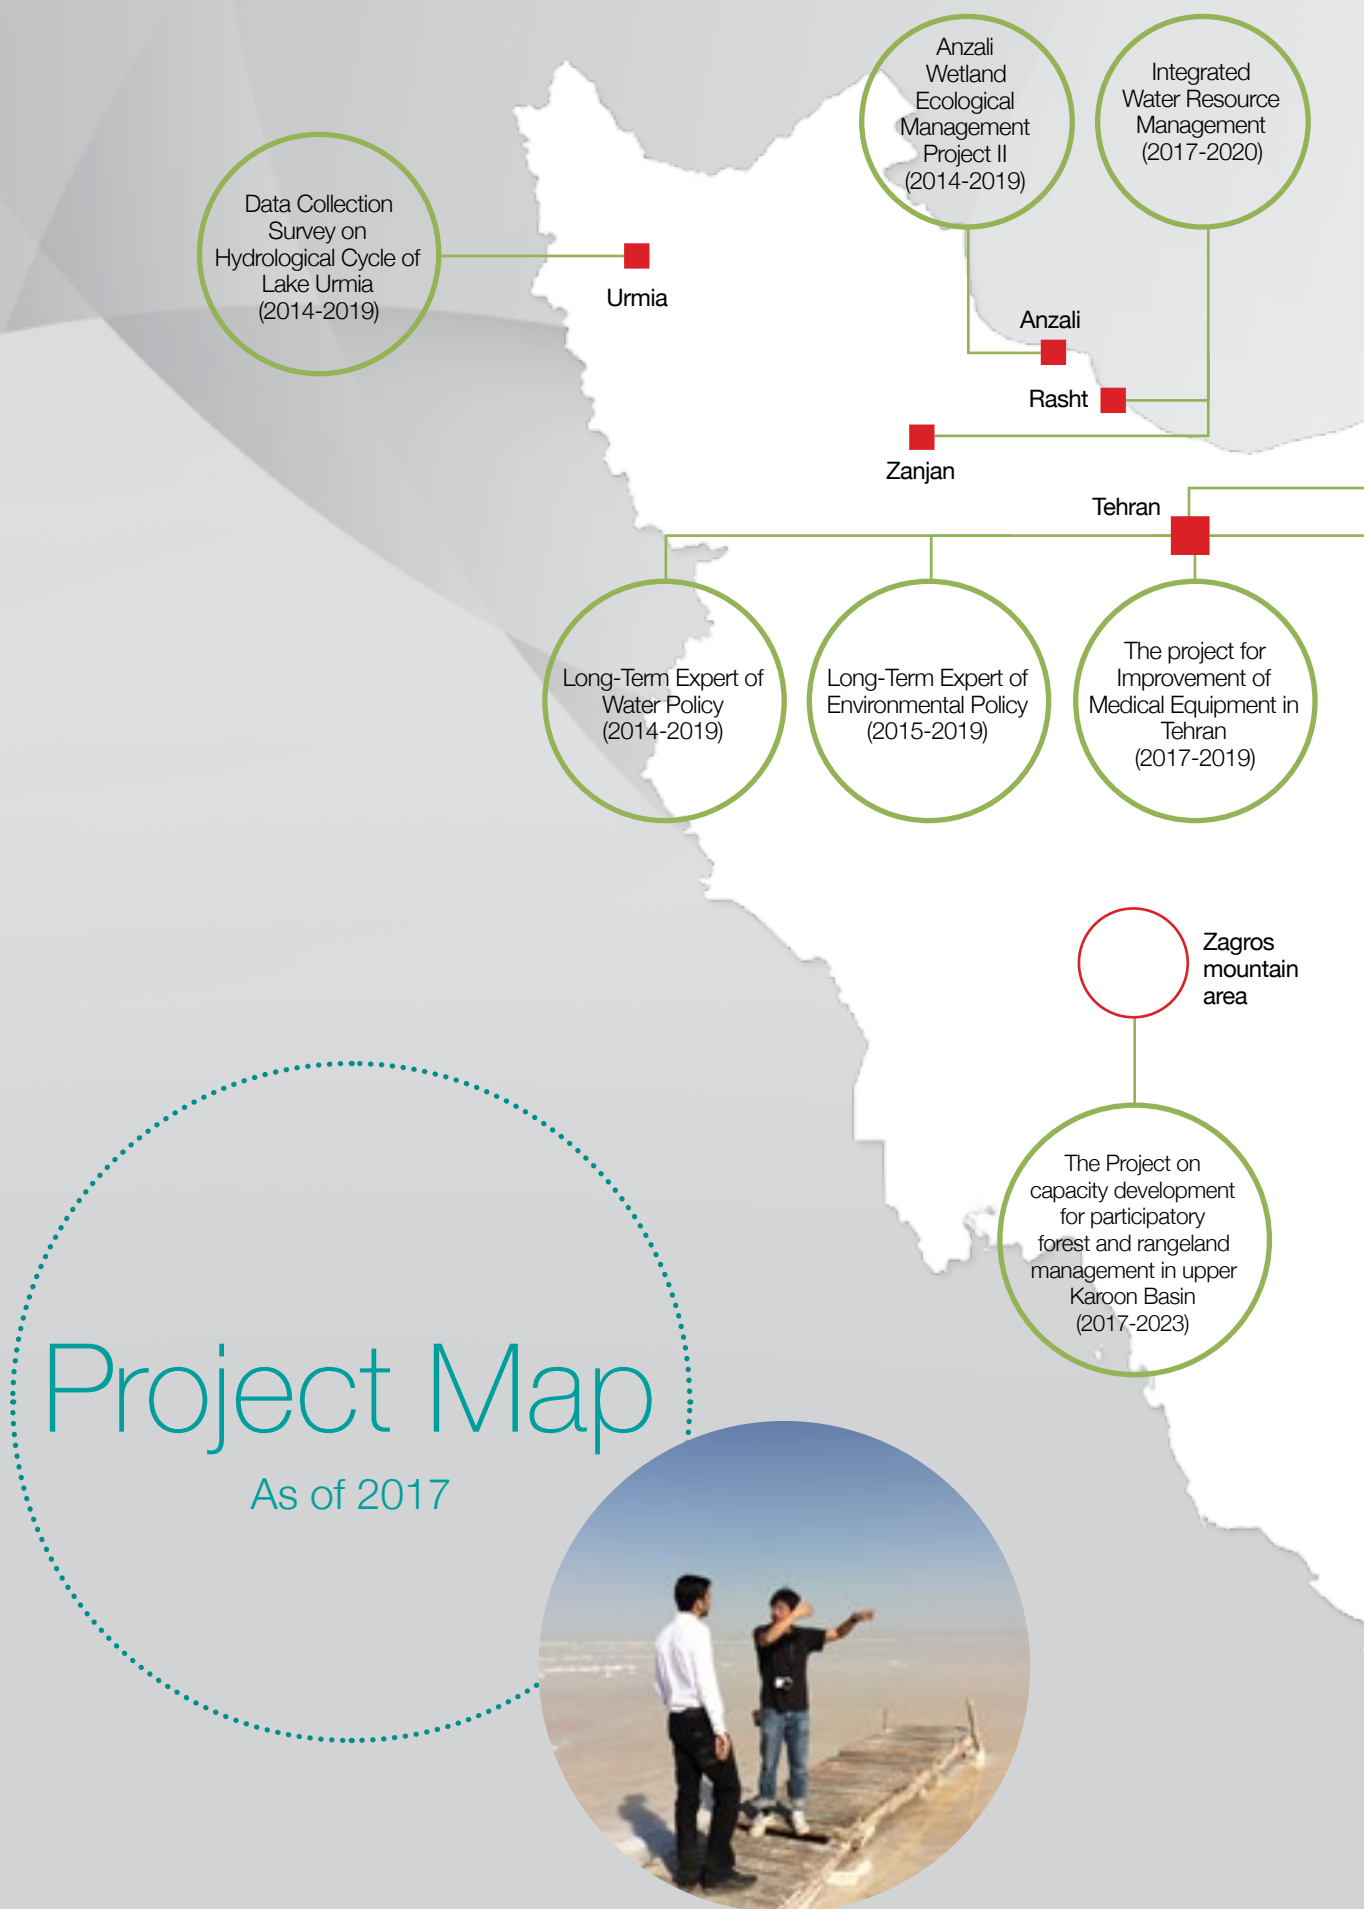 Anzali
Wetland
Ecological
Management
Project II
(2014-2019)
Integrated
Water Resource
Management
(2017-2020)
Data Collection
Survey on
Hydrological Cycle of
Lake Urmia
(2014-2019)
Urmia
Anzali
Rasht
Zanjan
Tehran
Long-Term Expert of
Water Policy
(2014-2019)
Long-Term Expert of
Environmental Policy
(2015-2019)
The project for
Improvement of
Medical Equipment in
Tehran
(2017-2019)
Zagros
mountain
area
The Project on
capacity development
for participatory
forest and rangeland
management in upper
Karoon Basin
(2017-2023)
Project Map
As of 2017